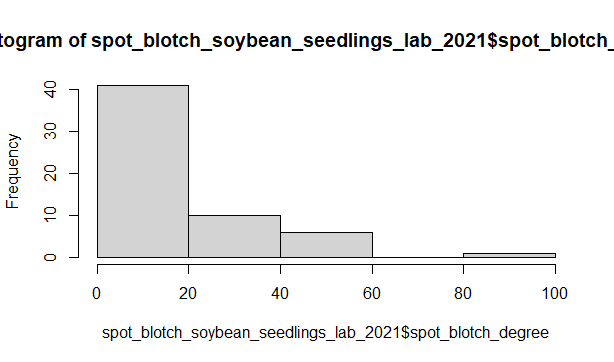 togram of spot_blotch_soybean_seedlings_lab_2021$spot_blotch_
Frequency
40
30
20
10
0
0 20 40 60 80 100
spot_blotch_soybean_seedlings_lab_2021$spot_blotch_degree